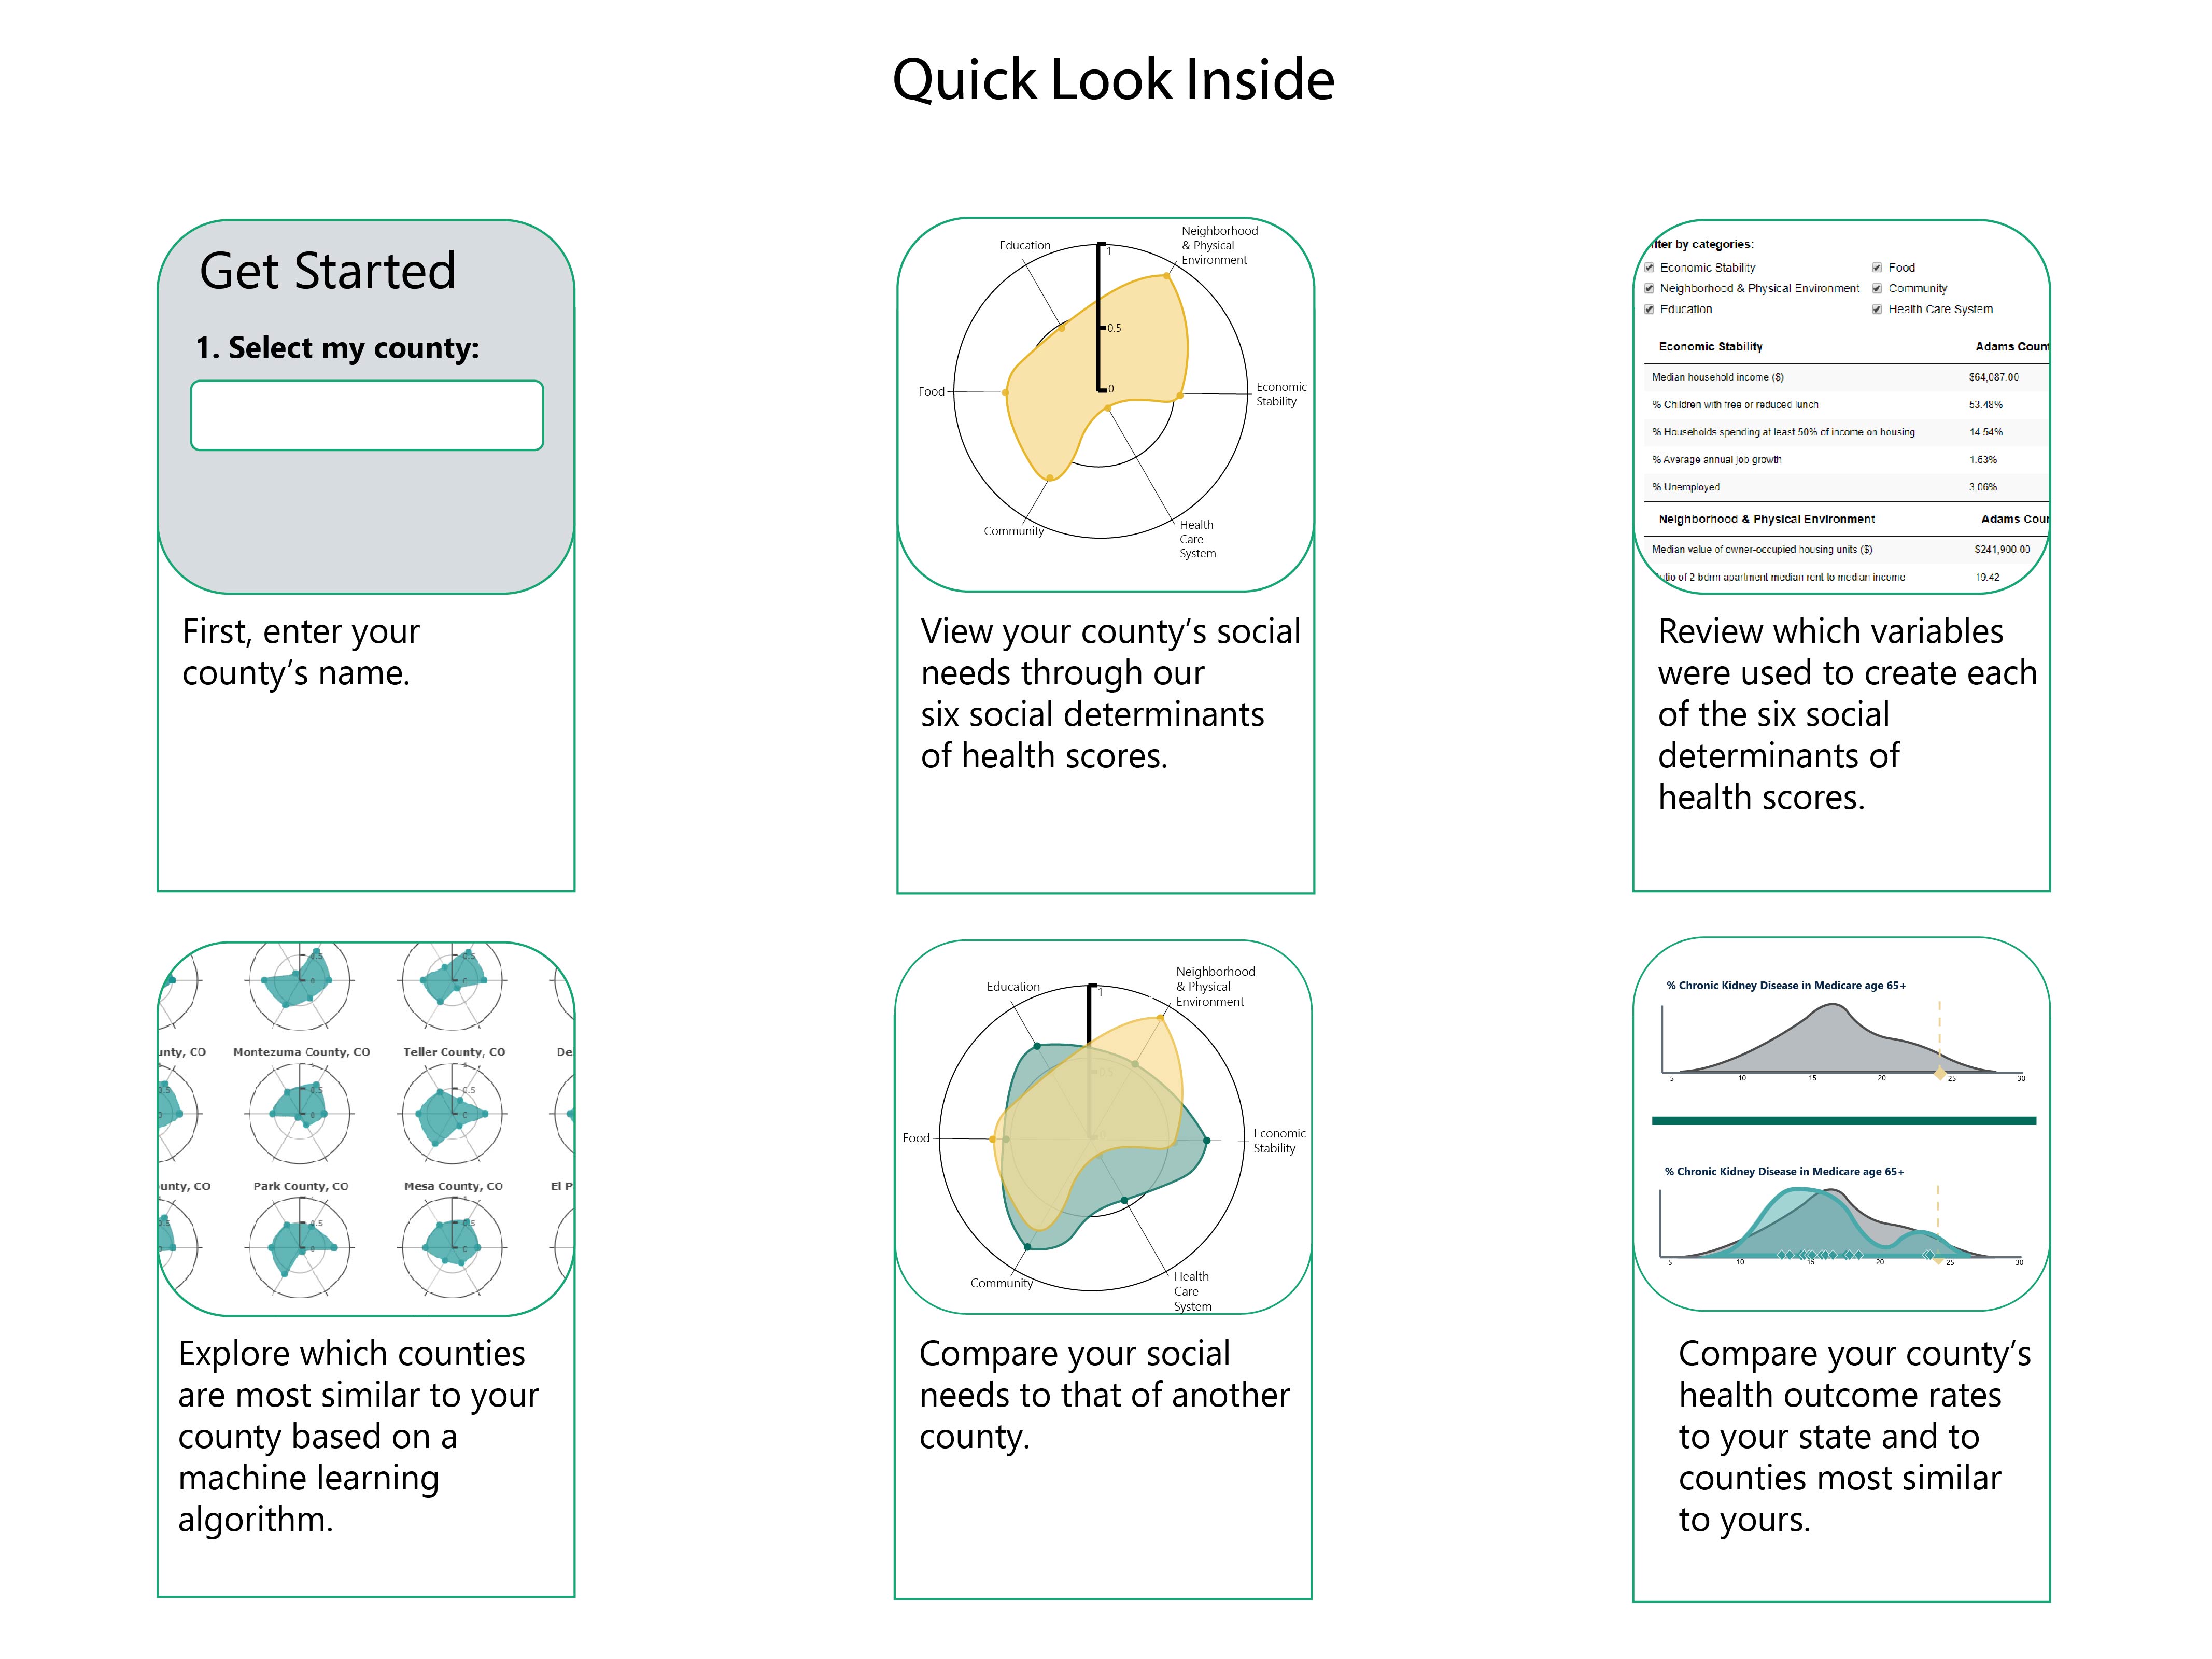 Quick Look Inside
Get Started
1. Select my county:
First, enter your
county's name.
Education
Neighborhood
& Physical
Environment
1
0.5
0
Food
Economic
Stability
Community
Health
Care
System
View your county's social
needs through our
six social determinants
of health scores.
by categories:
Economic Stability
Food
Neighborhood & Physical Environment
Community
Education
Health Care System
Economic Stability
Adams
Median household income ($)
$64,087.00
% Children with free or reduced lunch
53.48%
% Households spending at least 50% of income on housing
14.54%
% Average annual job growth
1.63%
% Unemployed
3.06%
Neighborhood & Physical Environment
Adams
Median value of owner-occupied housing units ($)
$241,900.00
of 2 bdrm apartment median rent to median income
19.42
Review which variables
were used to create each
of the six social
determinants of
health scores.
CO
Montezuma County, CO
Teller County, CO
CO
Park County, CO
Mesa County, CO
El
Explore which counties
are most similar to your
county based on a
machine learning
algorithm.
Education
Neighborhood
& Physical
Environment
1
Food
Economic
Stability
Community
Health
Care
System
Compare your social
needs to that of another
county.
% Chronic Kidney Disease in Medicare age 65+
5 10 15 20 25 30
% Chronic Kidney Disease in Medicare age 65+
5 10 15 20 25 30
Compare your county's
health outcome rates
to your state and to
counties most similar
to yours.